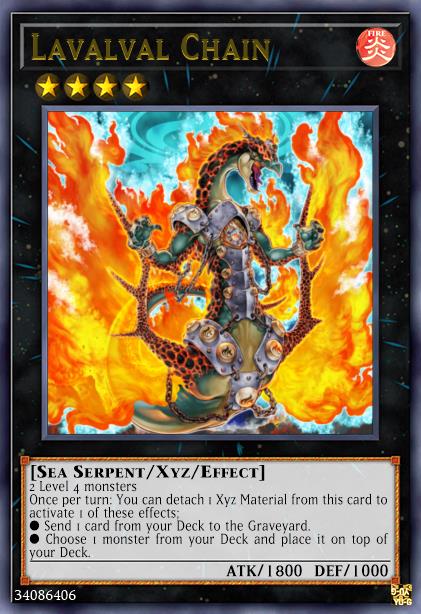 LAVALVAL CHAIN
FIRE
炎
[SEA SERPENT/XYZ/EFFECT]
2 Level 4 monsters
Once per turn: You can detach 1 Xyz Material from this card to
activate 1 of these effects;
● Send 1 card from your Deck to the Graveyard.
● Choose 1 monster from your Deck and place it on top of
your Deck.
ATK/1800 DEF/1000
34086406